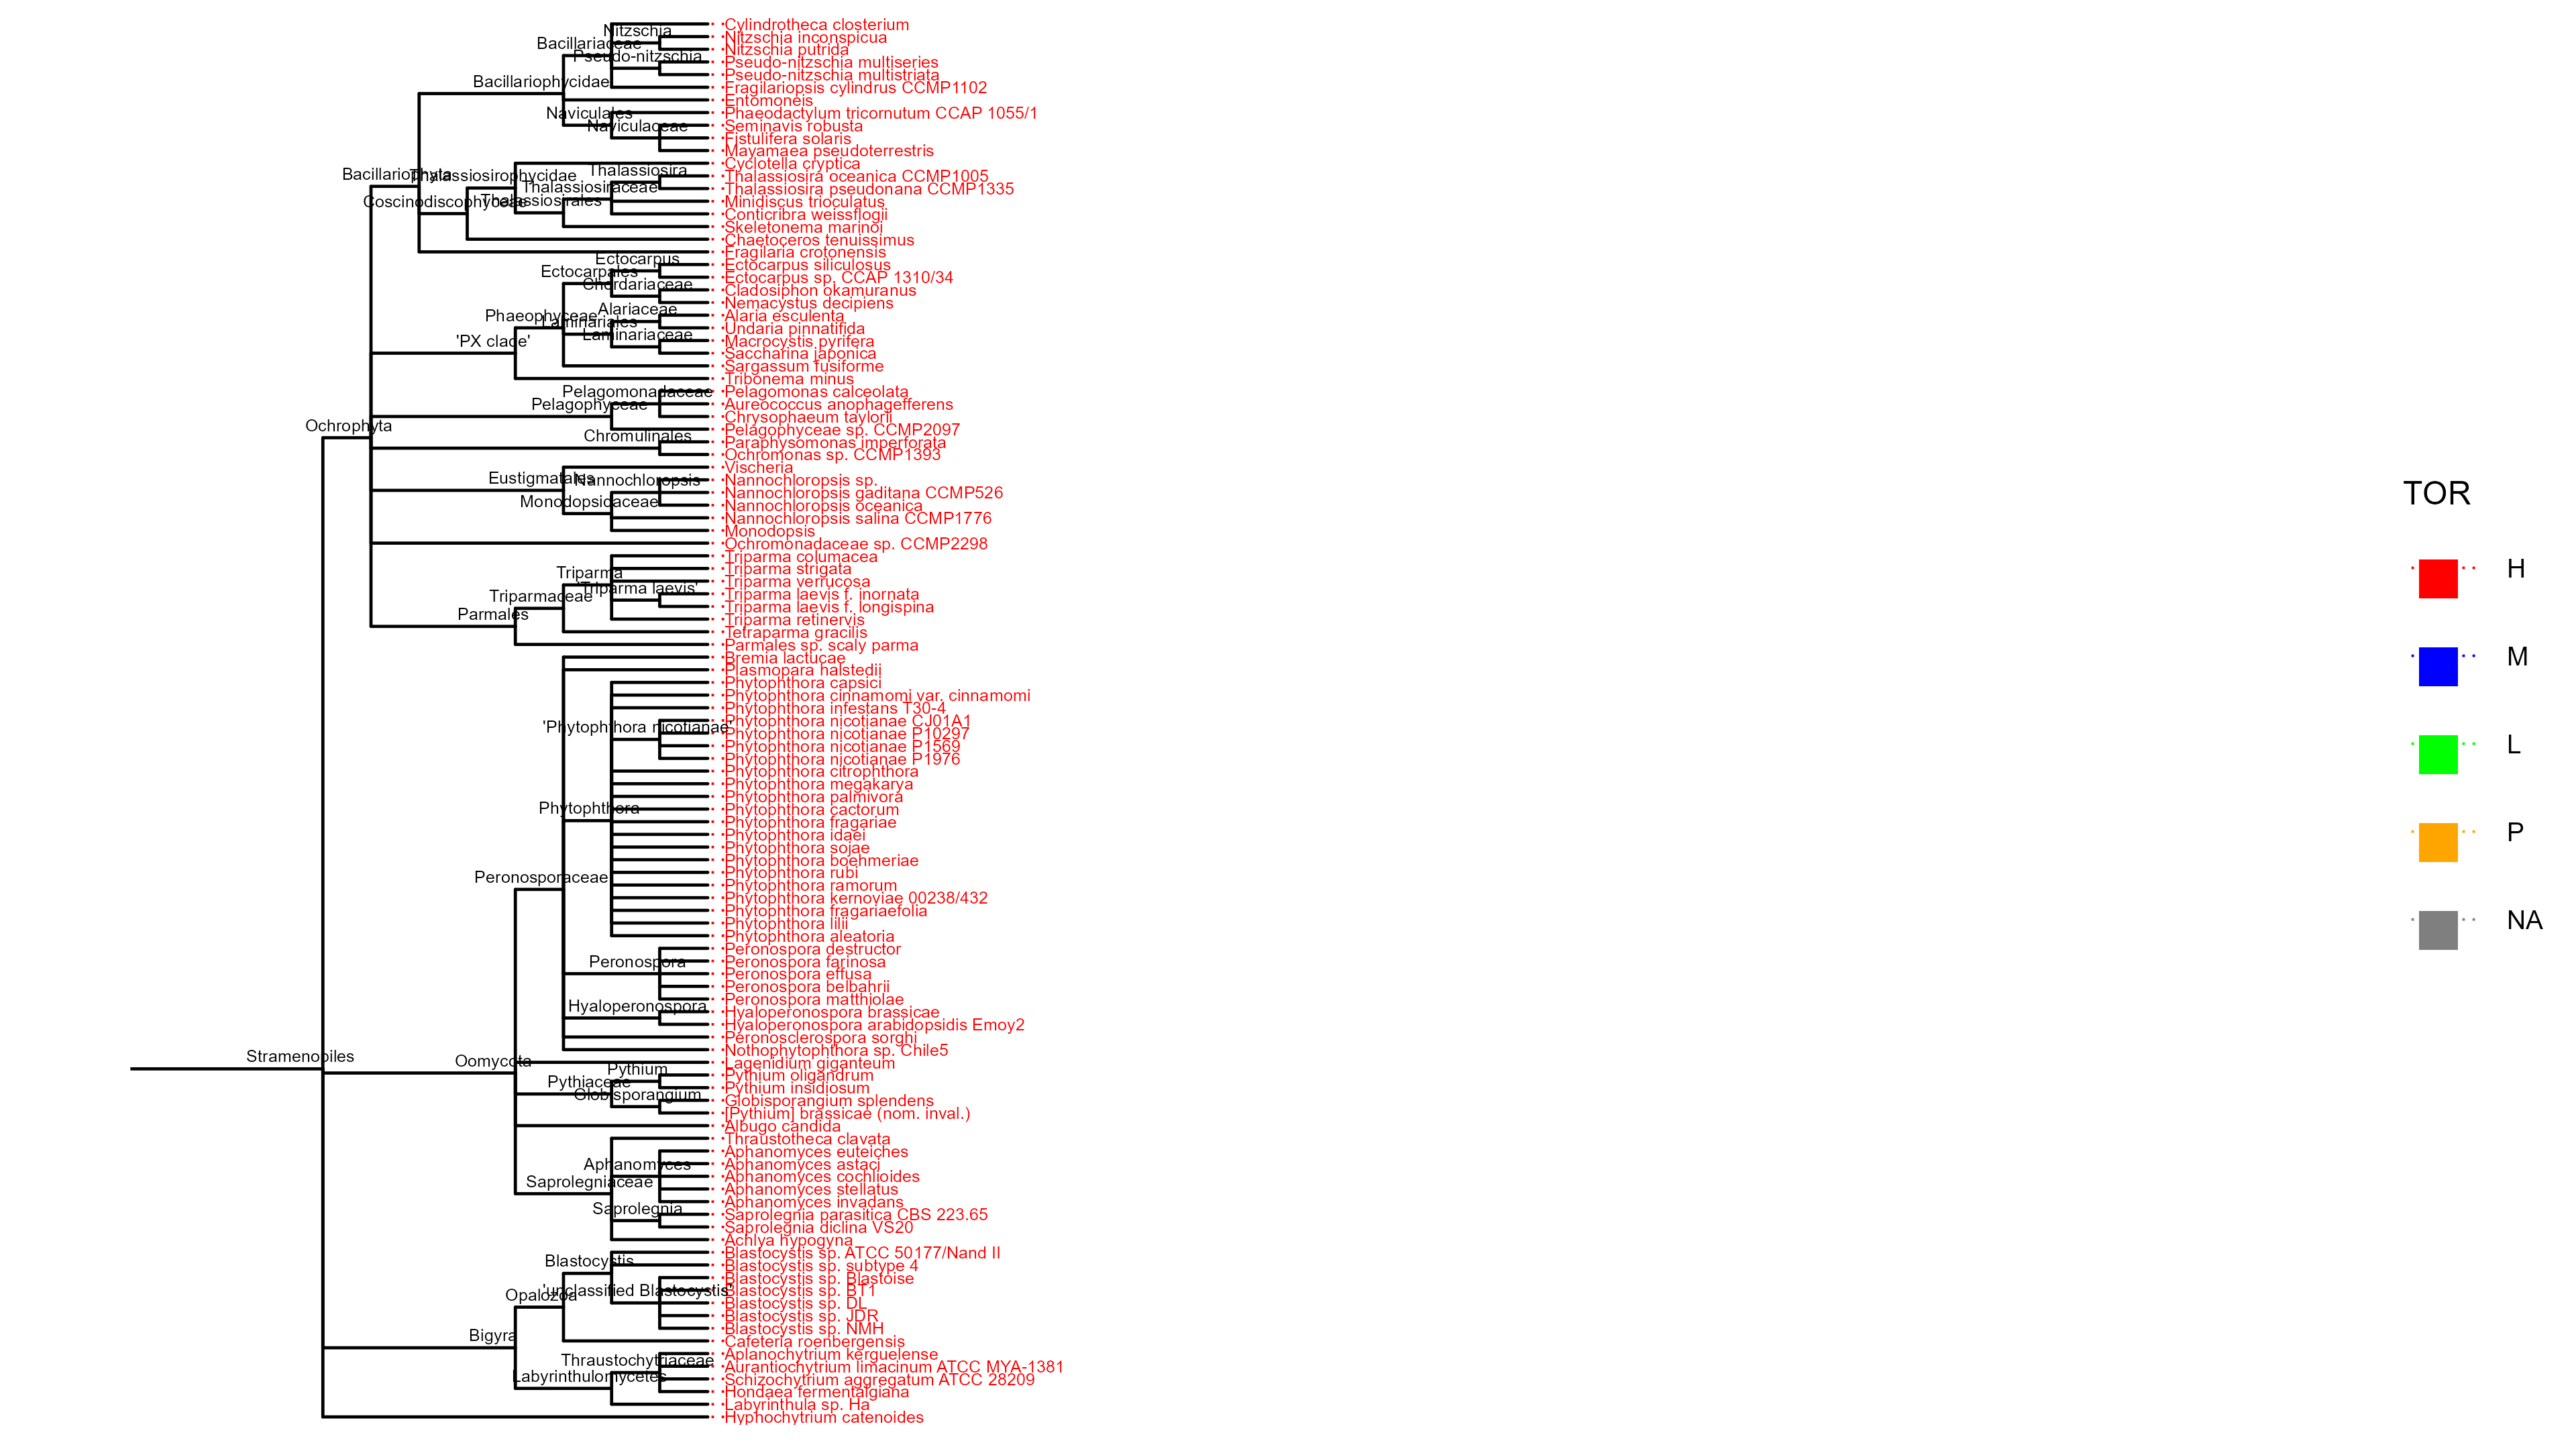 Cylindrotheca closterium
Nitzschia
Nitzschia inconspicua
Bacillariaceae
Nitzschia putrida
Pseudo-nitzschia
Pseudo-nitzschia multiseries
Pseudo-nitzschia multistriata
Bacillariophycidae
Fragilariopsis cylindrus CCMP1102
Entomoneis
Naviculales
Phaeodactylum tricornutum CCAP 1055/1
Naviculaceae
Seminavis robusta
Fistulifera solaris
Mayamaea pseudoterrestris
Cyclotella cryptica
Thalassiosira
Bacillariophyta
Thalassiosirophycidae
Thalassiosira oceanica CCMP1005
Thalassiosiraceae
Thalassiosira pseudonana CCMP1335
Coscinodiscophyceae
Thalassiosirales
Minidiscus trioculatus
Conticribra weissflogii
Skeletonema marinoi
Chaetoceros tenuissimus
Fragilaria crotonensis
Ectocarpus
Ectocarpus siliculosus
Ectocarpales
Ectocarpus sp. CCAP 1310/34
Chordariaceae
Cladosiphon okamuranus
Nemacystus decipiens
Alariaceae
Phaeophyceae
Alaria esculenta
Laminariales
Undaria pinnatifida
Laminariaceae
'PX clade'
Macrocystis pyrifera
Saccharina japonica
Sargassum fusiforme
Tribonema minus
Pelagomonadaceae
Pelagomonas calceolata
Pelagophyceae
Aureococcus anophagefferens
Chrysophaeum taylorii
Ochrophyta
Pelagophyceae sp. CCMP2097
Chromulinales
Paraphysomonas imperforata
Ochromonas sp. CCMP1393
Vischeria
Eustigmatales
Nannochloropsis
Nannochloropsis sp.
Nannochloropsis gaditana CCMP526
Monodopsidaceae
Nannochloropsis oceanica
Nannochloropsis salina CCMP1776
Monodopsis
Ochromonadaceae sp. CCMP2298
Triparma columacea
Triparma
Triparma strigata
Triparma verrucosa
'Triparma laevis'
Triparmaceae
Triparma laevis f. inornata
Triparma laevis f. longispina
Parmales
Triparma retinervis
Tetraparma gracilis
Parmales sp. scaly parma
Bremia lactucae
Plasmopara halstedii
Phytophthora capsici
Phytophthora cinnamomi var. cinnamomi
Phytophthora infestans T30-4
'Phytophthora nicotianae'
Phytophthora nicotianae CJ01A1
Phytophthora nicotianae P10297
Phytophthora nicotianae P1569
Phytophthora nicotianae P1976
Phytophthora citrophthora
Phytophthora megakarya
Phytophthora palmivora
Phytophthora
Phytophthora cactorum
Phytophthora fragariae
Phytophthora idaei
Phytophthora sojae
Phytophthora boehmeriae
Phytophthora rubi
Peronosporaceae
Phytophthora ramorum
Phytophthora kernoviae 00238/432
Phytophthora fragariaefolia
Phytophthora lilii
Phytophthora aleatoria
Peronospora destructor
Peronospora
Peronospora farinosa
Peronospora effusa
Peronospora belbahrii
Peronospora matthiolae
Hyaloperonospora
Hyaloperonospora brassicae
Hyaloperonospora arabidopsidis Emoy2
Peronosclerospora sorghi
Nothophytophthora sp. Chile5
Stramenopiles
Oomycota
Lagenidium giganteum
Pythium
Pythium oligandrum
Pythiaceae
Pythium insidiosum
Globisporangium
Globisporangium splendens
[Pythium] brassicae (nom. inval.)
Albugo candida
Thraustotheca clavata
Aphanomyces euteiches
Aphanomyces
Aphanomyces astaci
Aphanomyces cochlioides
Saprolegniaceae
Aphanomyces stellatus
Aphanomyces invadans
Saprolegnia
Saprolegnia parasitica CBS 223.65
Saprolegnia diclina VS20
Achlya hypogyna
Blastocystis sp. ATCC 50177/Nand II
Blastocystis
Blastocystis sp. subtype 4
Blastocystis sp. Blastoise
'unclassified Blastocystis'
Opalozoa
Blastocystis sp. BT1
Blastocystis sp. DL
Blastocystis sp. JDR
Blastocystis sp. NMH
Bigyra
Cafeteria roenbergensis
Aplanochytrium kerguelense
Thraustochytriaceae
Aurantiochytrium limacinum ATCC MYA-1381
Labyrinthulomycetes
Schizochytrium aggregatum ATCC 28209
Hondaea fermentalgiana
Labyrinthula sp. Ha
Hyphochytrium catenoides
TOR
H
M
L
P
NA